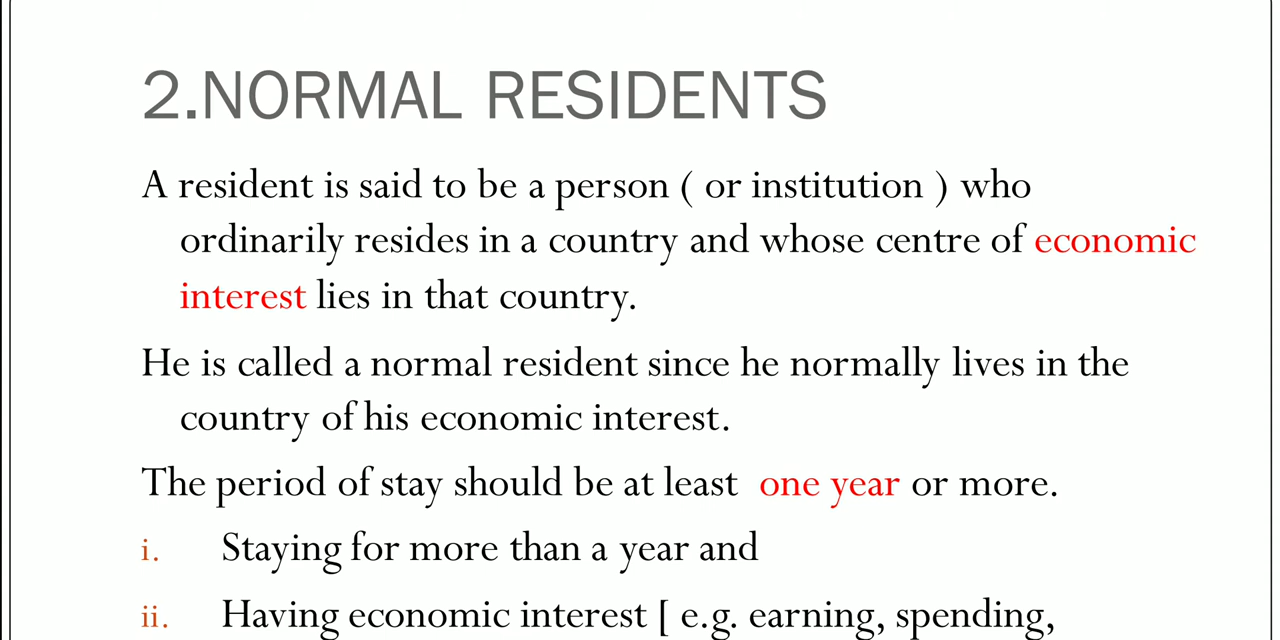 2.NORMAL RESIDENTS
A resident is said to be a person ( or institution ) who
ordinarily resides in a country and whose centre of economic
interest lies in that country.
He is called a normal resident since he normally lives in the
country of his economic interest.
The period of stay should be at least one year or more.
i. Staying for more than a year and
ii. Having economic interest [ e.g. earning, spending,